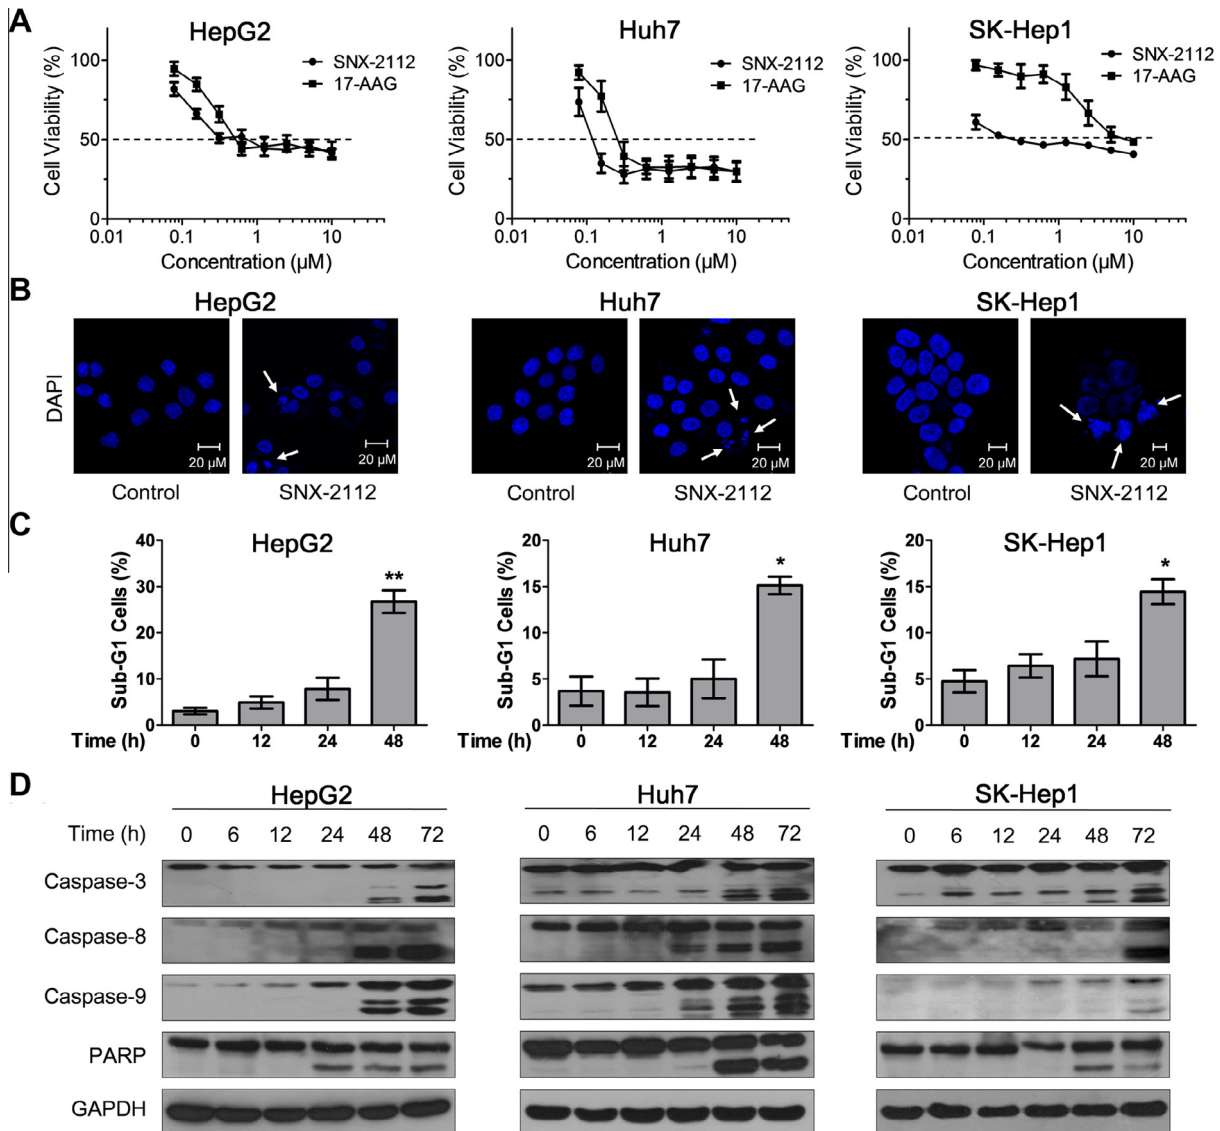 A
HepG2 Huh7 SK-Hep1
Cell Viability (%) 100 50 0 SNX-2112 17-AAG
0.01 0.1 1 10
Concentration (µM)
Cell Viability (%) 100 50 0 SNX-2112 17-AAG
0.01 0.1 1 10
Concentration (µM)
Cell Viability (%) 100 50 0 SNX-2112 17-AAG
0.01 0.1 1 10
Concentration (µM)
B
HepG2 Huh7 SK-Hep1
DAPI
20 µM 20 µM 20 µM 20 µM 20 µM 20 µM
Control SNX-2112 Control SNX-2112 Control SNX-2112
C
HepG2
Sub-G1 Cells (%)
40 30 20 10 0
**
Time (h) 0 12 24 48
Huh7
Sub-G1 Cells (%)
20 15 10 5 0
*
Time (h) 0 12 24 48
SK-Hep1
Sub-G1 Cells (%)
20 15 10 5 0
*
Time (h) 0 12 24 48
D
HepG2 Huh7 SK-Hep1
Time (h) 0 6 12 24 48 72 0 6 12 24 48 72 0 6 12 24 48 72
Caspase-3
Caspase-8
Caspase-9
PARP
GAPDH